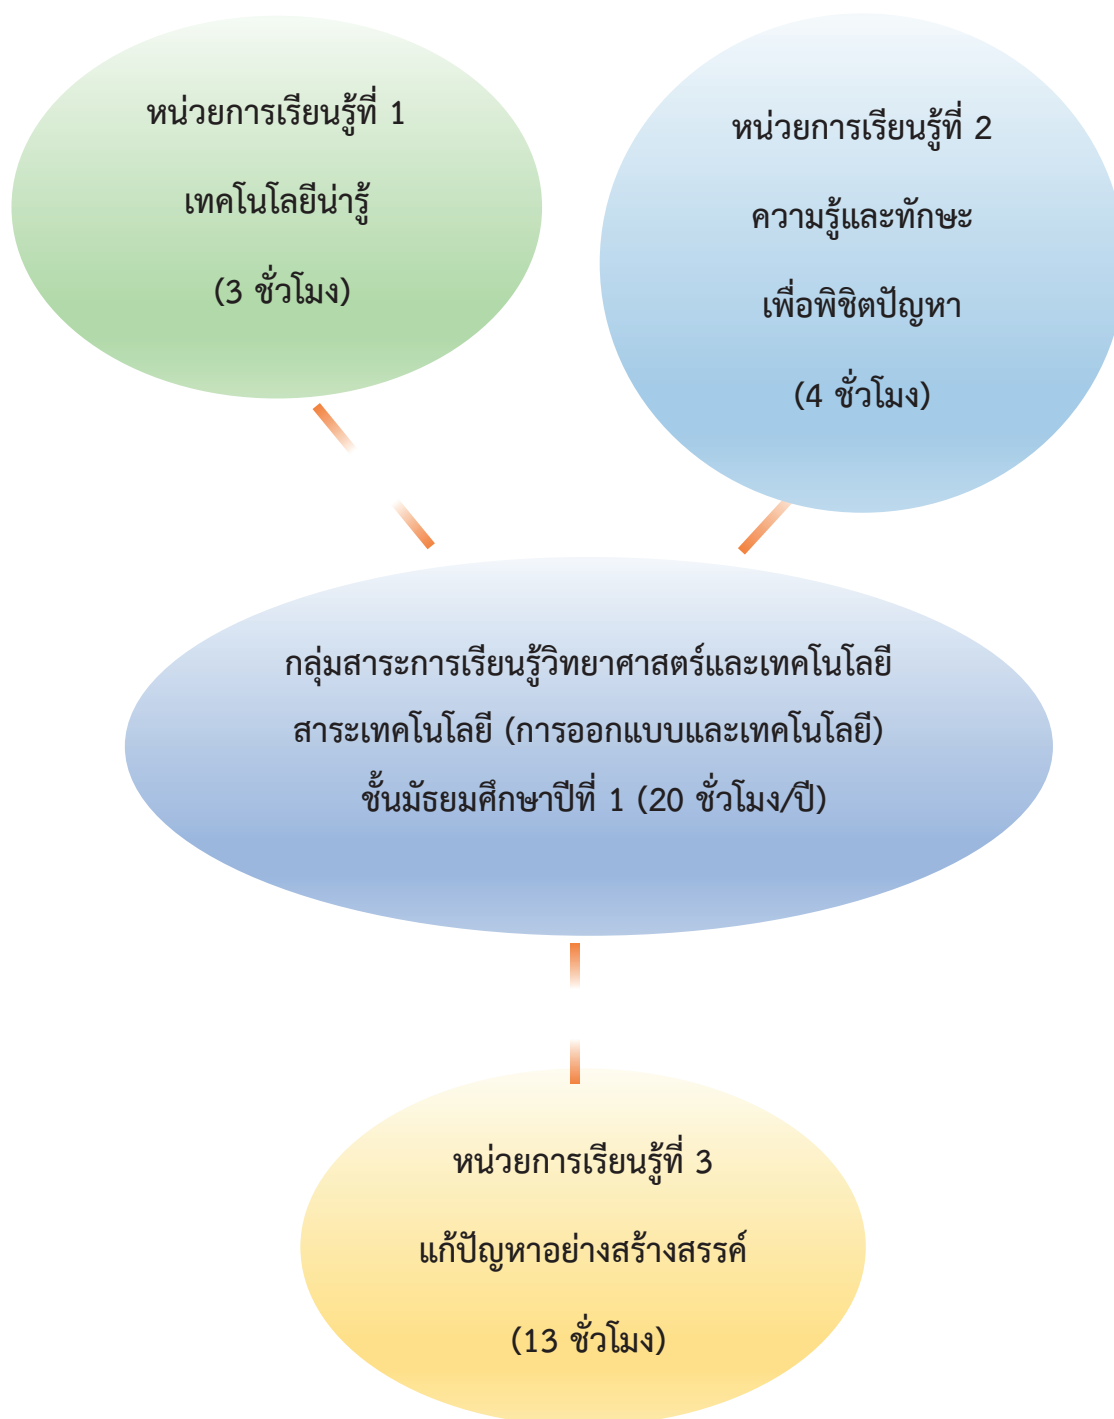 หน่วยการเรียนรู้ที่ 1
เทคโนโลยีน่ารู้
(3 ชั่วโมง)
หน่วยการเรียนรู้ที่ 2
ความรู้และทักษะ
เพื่อพิชิตปัญหา
(4 ชั่วโมง)
กลุ่มสาระการเรียนรู้วิทยาศาสตร์และเทคโนโลยี
สาระเทคโนโลยี (การออกแบบและเทคโนโลยี)
ชั้นมัธยมศึกษาปีที่ 1 (20 ชั่วโมง/ปี)
หน่วยการเรียนรู้ที่ 3
แก้ปัญหาอย่างสร้างสรรค์
(13 ชั่วโมง)